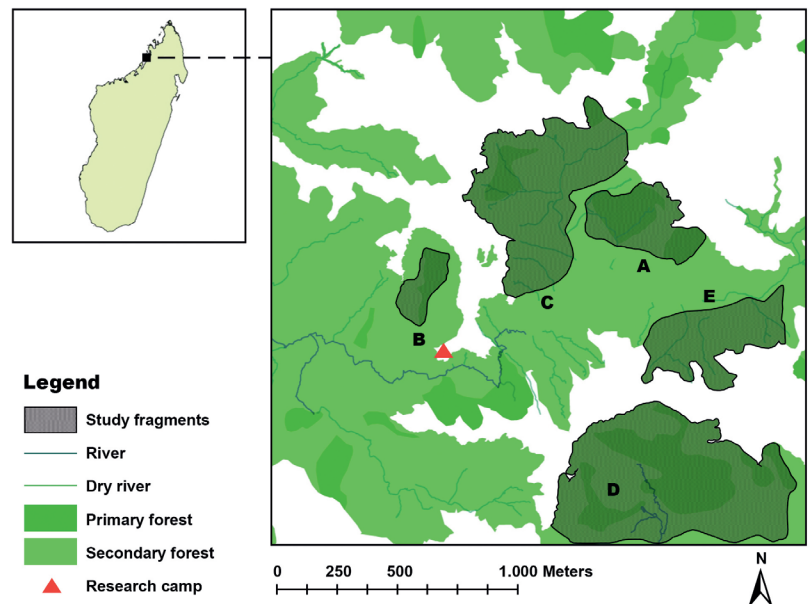 A
E
C
B
D
Legend
Study fragments
River
Dry river
Primary forest
Secondary forest
Research camp
0 250 500 1.000 Meters
N